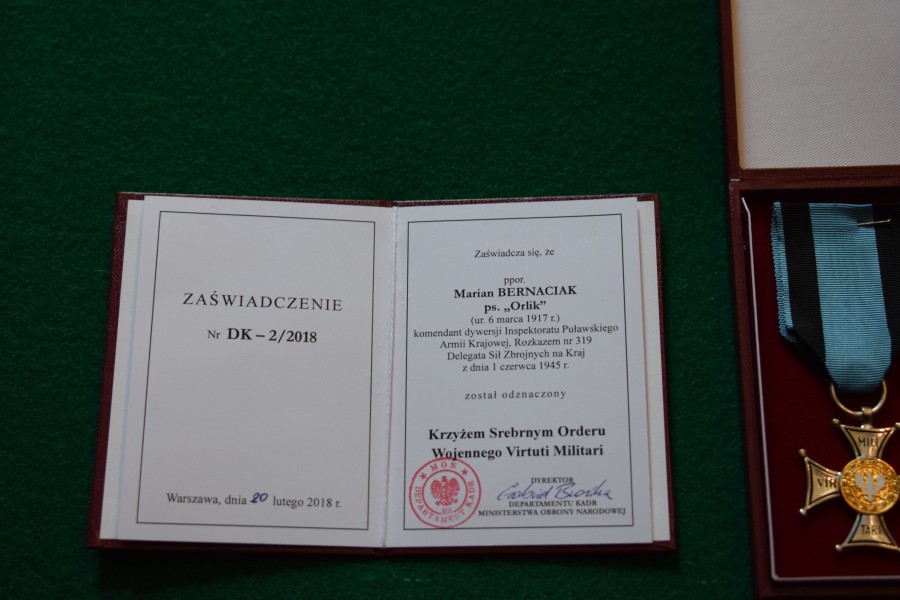 ZAŚWIADCZENIE
Nr DK – 2/2018
Warszawa, dnia 20 lutego 2018 r.
Zaświadcza się, że
ppor.
Marian BERNACIAK
ps. „Orlik”
(ur. 6 marca 1917 r.)
komendant dywersji Inspektoratu Puławskiego
Armii Krajowej, Rozkazem nr 319
Delegata Sił Zbrojnych na Kraj
z dnia 1 czerwca 1945 r.
został odznaczony
Krzyżem Srebrnym Orderu
Wojennego Virtuti Militari
MON
DEPARTAMENT KADR
DYREKTOR
DEPARTAMENTU KADR
MINISTERSTWA OBRONY NARODOWEJ
MILI
VIR
TARI